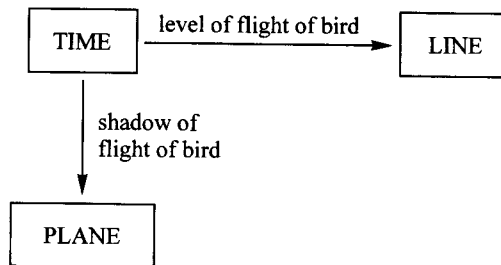 level of flight of bird
TIME
LINE
shadow of
flight of bird
PLANE